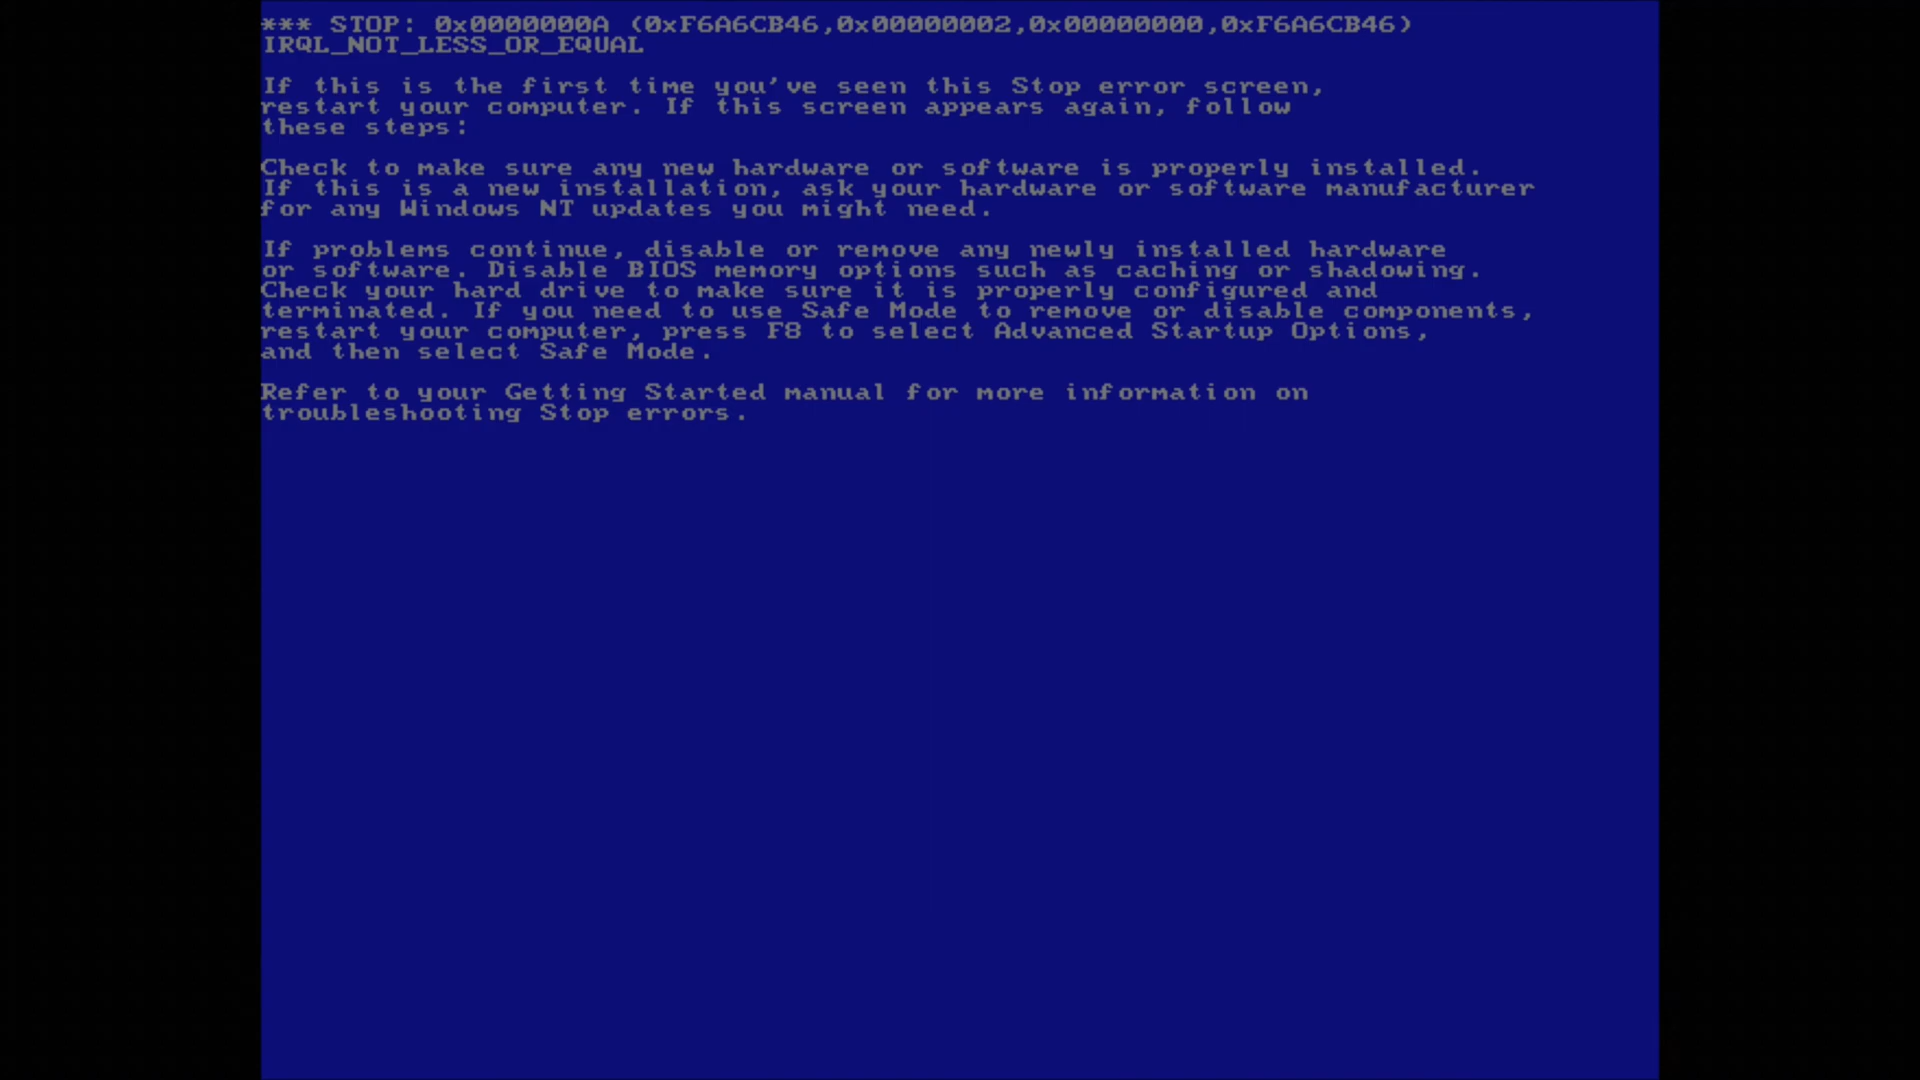 *** STOP: 0x0000000A (0xF6A6CB46,0x00000002,0x00000000,0xF6A6CB46)
IRQL_NOT_LESS_OR_EQUAL
If this is the first time you've seen this Stop error screen,
restart your computer. If this screen appears again, follow
these steps:
Check to make sure any new hardware or software is properly installed.
If this is a new installation, ask your hardware or software manufacturer
for any Windows NT updates you might need.
If problems continue, disable or remove any newly installed hardware
or software. Disable BIOS memory options such as caching or shadowing.
Check your hard drive to make sure it is properly configured and
terminated. If you need to use Safe Mode to remove or disable components,
restart your computer, press F8 to select Advanced Startup Options,
and then select Safe Mode.
Refer to your Getting Started manual for more information on
troubleshooting Stop errors.